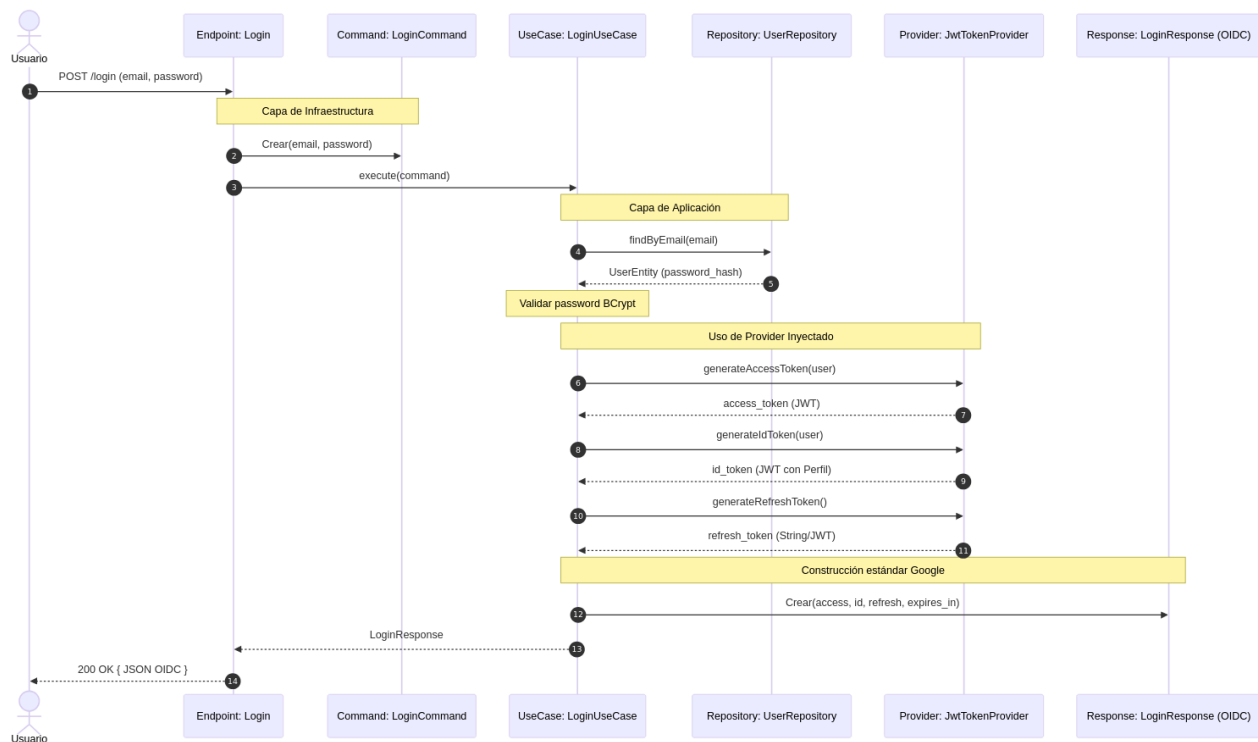 Usuario
Endpoint: Login
Command: LoginCommand
UseCase: LoginUseCase
Repository: UserRepository
Provider: JwtTokenProvider
Response: LoginResponse (OIDC)
POST /login (email, password)
1
Capa de Infraestructura
Crear(email, password)
2
execute(command)
3
Capa de Aplicación
findByEmail(email)
4
UserEntity (password_hash)
5
Validar password BCrypt
Uso de Provider Inyectado
generateAccessToken(user)
6
access_token (JWT)
7
generateIdToken(user)
8
id_token (JWT con Perfil)
9
generateRefreshToken()
10
refresh_token (String/JWT)
11
Construcción estándar Google
Crear(access, id, refresh, expires_in)
12
LoginResponse
13
200 OK { JSON OIDC }
14
Usuario
Endpoint: Login
Command: LoginCommand
UseCase: LoginUseCase
Repository: UserRepository
Provider: JwtTokenProvider
Response: LoginResponse (OIDC)